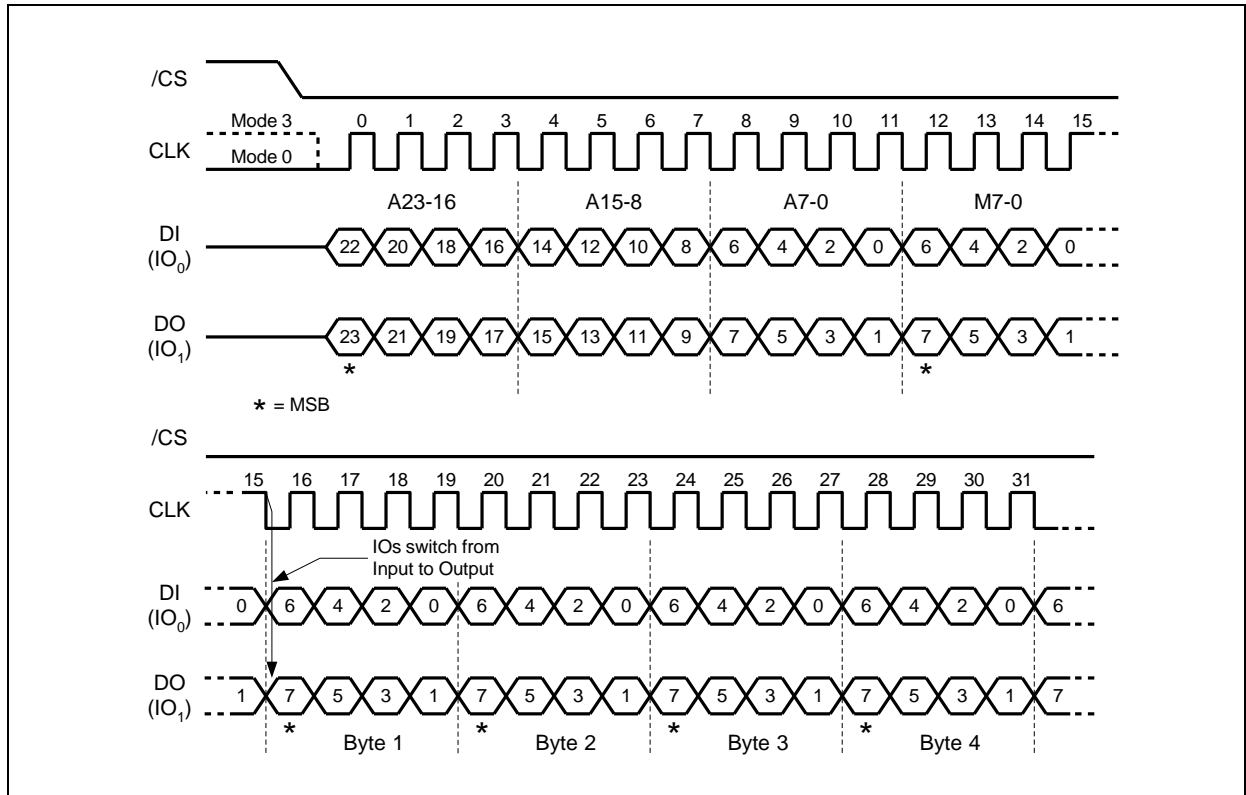 /CS
Mode 3 0 1 2 3 4 5 6 7 8 9 10 11 12 13 14 15
CLK
Mode 0
A23-16 A15-8 A7-0 M7-0
DI
(IO0)
22 20 18 16 14 12 10 8 6 4 2 0 6 4 2 0
DO
(IO1)
23 21 19 17 15 13 11 9 7 5 3 1 7 5 3 1
* *
* = MSB
/CS
15 16 17 18 19 20 21 22 23 24 25 26 27 28 29 30 31
CLK
IOs switch from
Input to Output
DI
(IO0)
0 6 4 2 0 6 4 2 0 6 4 2 0 6 4 2 0 6
DO
(IO1)
1 7 5 3 1 7 5 3 1 7 5 3 1 7 5 3 1 7
* * * *
Byte 1 Byte 2 Byte 3 Byte 4